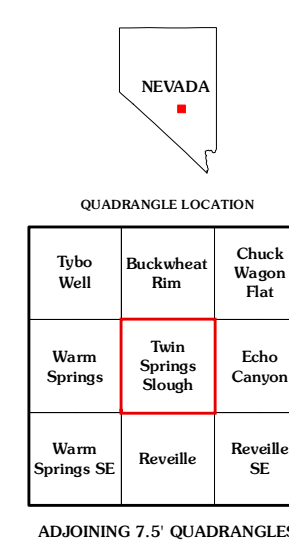 NEVADA
QUADRANGLE LOCATION
Tybo
Well
Buckwheat
Rim
Chuck
Wagon
Flat
Warm
Springs
Twin
Springs
Slough
Echo
Canyon
Warm
Springs SE
Reveille
Reveille
SE
ADJOINING 7.5' QUADRANGLES